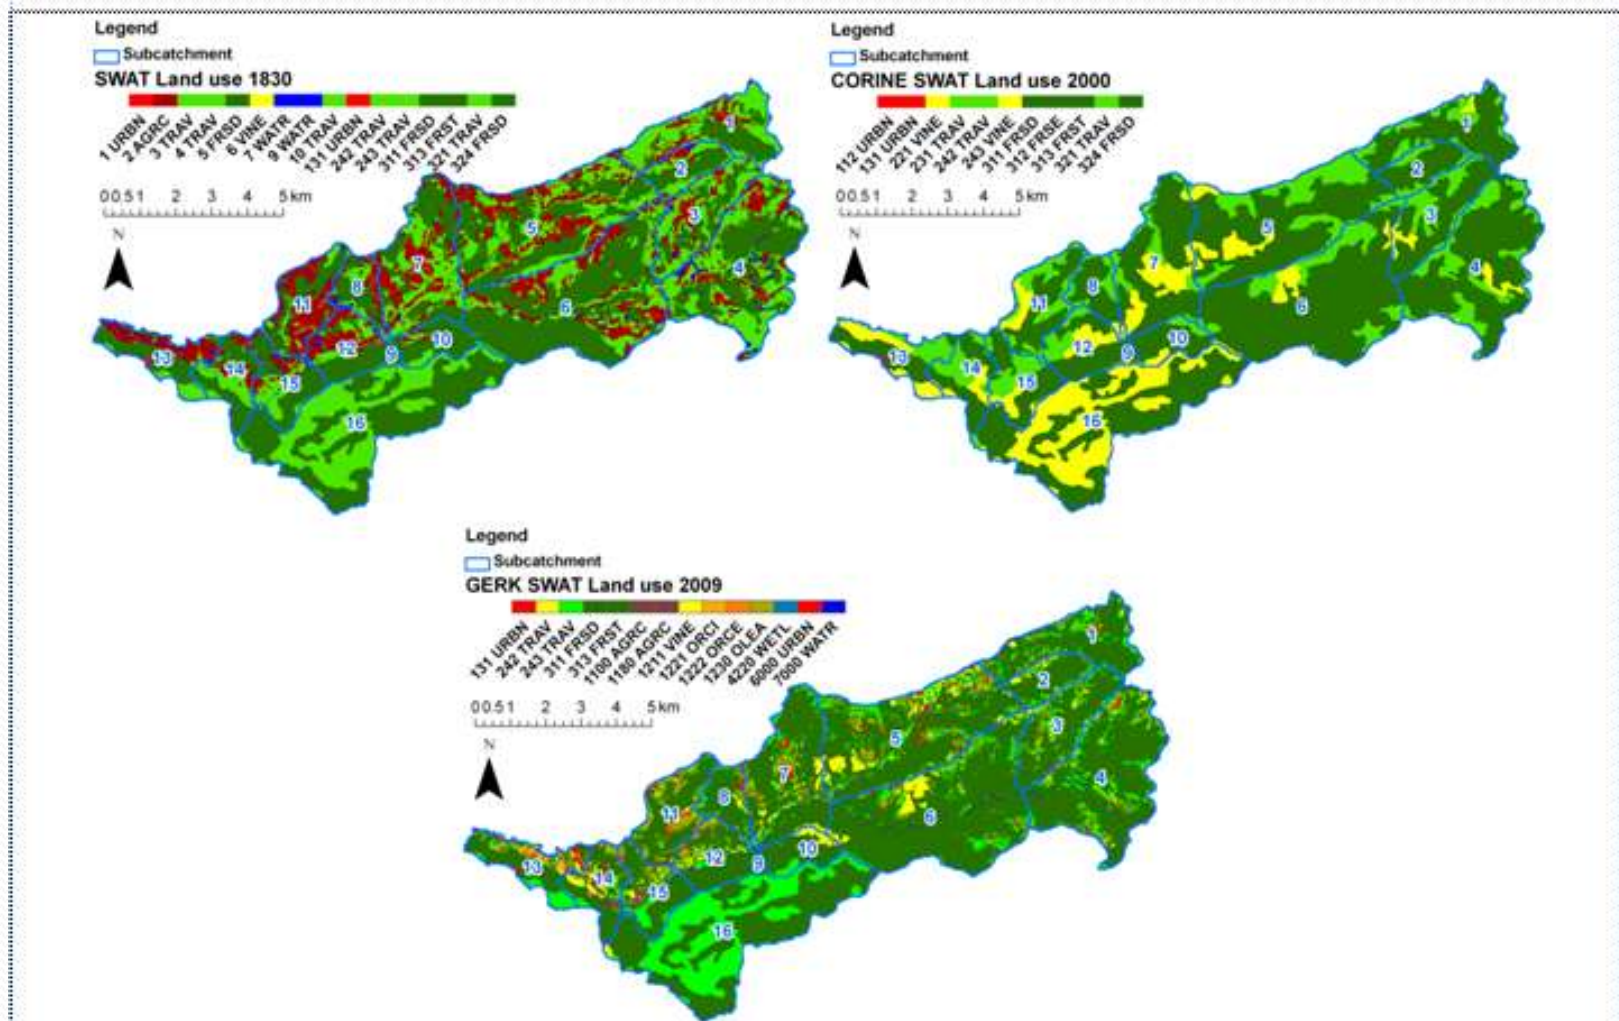 Legend
Subcatchment
SWAT Land use 1830
1 URBN
2 AGRC
3 TRAV
4 TRAV
5 FRSD
6 VINE
7 WATR
9 WATR
10 TRAV
131 URBN
242 TRAV
243 TRAV
311 FRSD
313 FRST
321 TRAV
324 FRSD
0 0.5 1 2 3 4 5 km
N
1
2
3
4
5
6
7
8
9
10
11
12
13
14
15
16
Legend
Subcatchment
CORINE SWAT Land use 2000
112 URBN
131 URBN
221 VINE
231 TRAV
242 TRAV
243 VINE
311 FRSD
312 FRSE
313 FRST
321 TRAV
324 FRSD
0 0.5 1 2 3 4 5 km
N
1
2
3
4
5
6
7
8
9
10
11
12
13
14
15
16
Legend
Subcatchment
GERK SWAT Land use 2009
131 URBN
242 TRAV
243 TRAV
311 FRSD
313 FRST
1100 AGRC
1180 AGRC
1211 VINE
1221 ORCI
1222 ORCE
1230 OLEA
4220 WETL
6000 URBN
7000 WATR
0 0.5 1 2 3 4 5 km
N
1
2
3
4
5
6
7
8
9
10
11
12
13
14
15
16